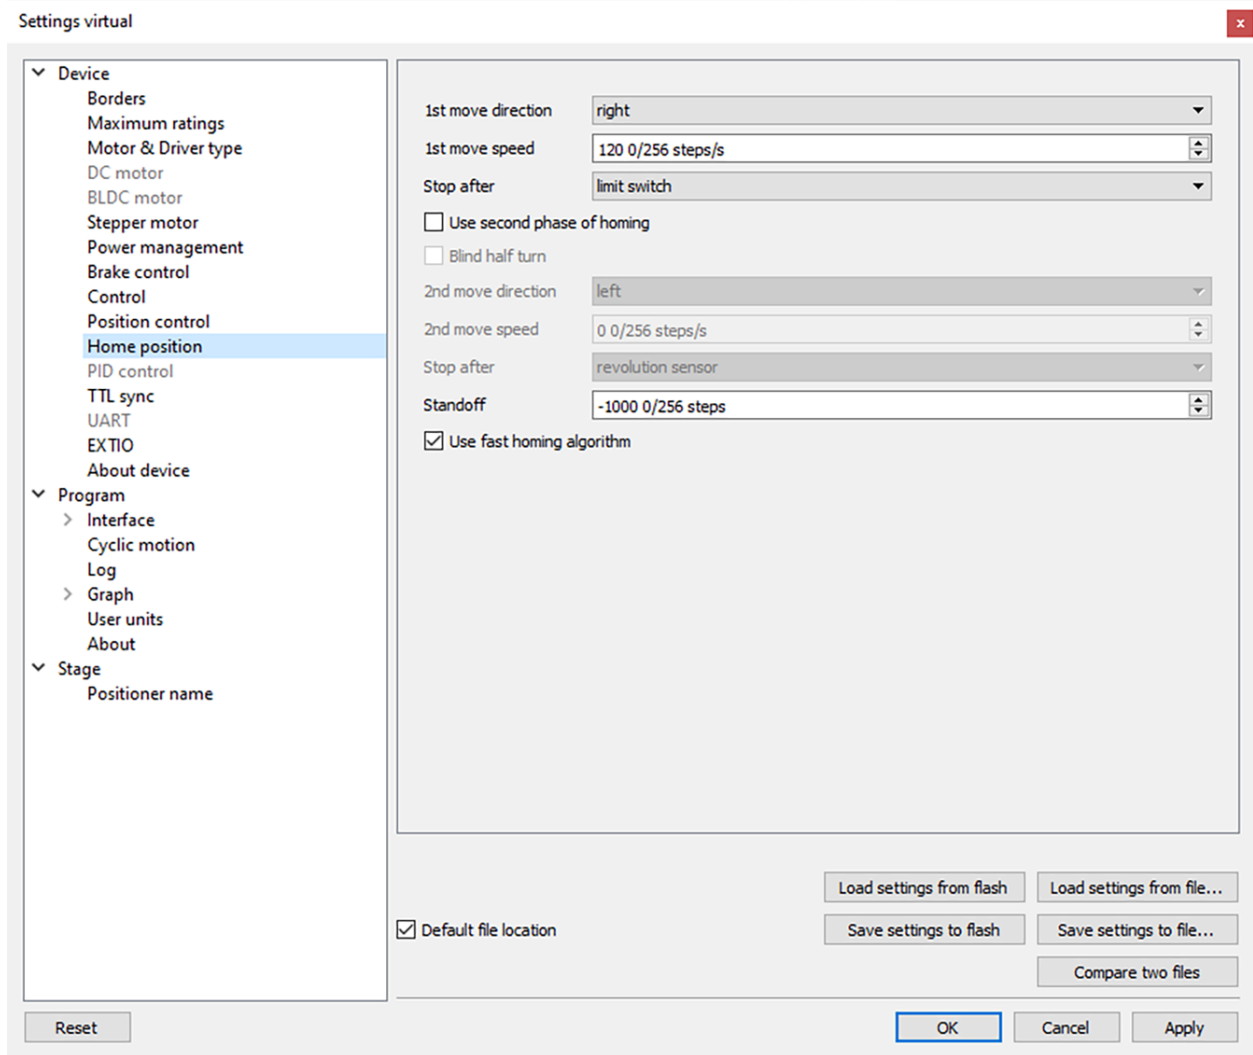 Settings virtual
x
Device
Borders
Maximum ratings
Motor & Driver type
DC motor
BLDC motor
Stepper motor
Power management
Brake control
Control
Position control
Home position
PID control
TTL sync
UART
EXTIO
About device
Program
Interface
Cyclic motion
Log
Graph
User units
About
Stage
Positioner name
1st move direction right
1st move speed 120 0/256 steps/s
Stop after limit switch
Use second phase of homing
Blind half turn
2nd move direction left
2nd move speed 0 0/256 steps/s
Stop after revolution sensor
Standoff -1000 0/256 steps
Use fast homing algorithm
Load settings from flash Load settings from file...
Default file location Save settings to flash Save settings to file...
Compare two files
Reset OK Cancel Apply